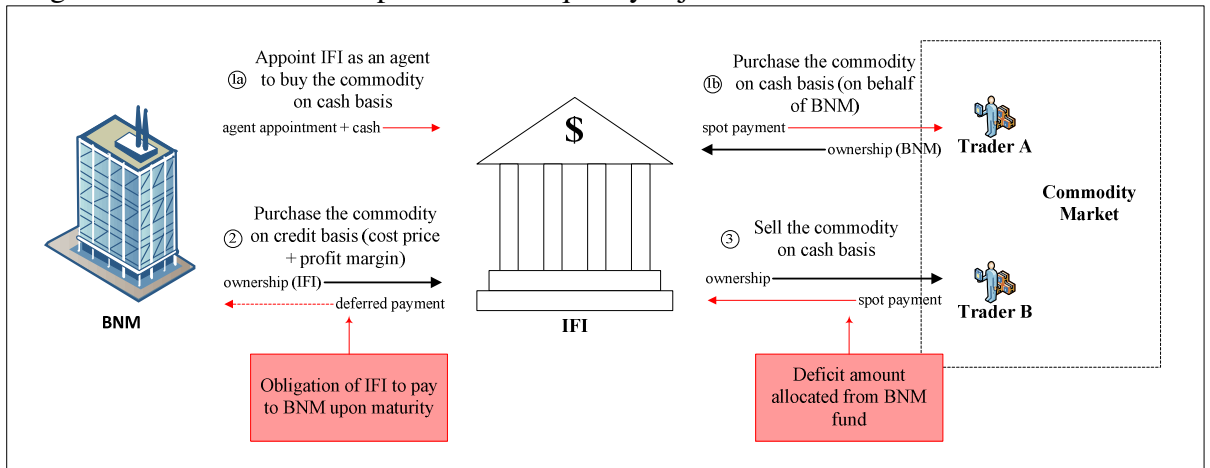 Appoint IFI as an agent
1a
to buy the commodity
on cash basis
agent appointment + cash
Purchase the commodity
1b
on cash basis (on behalf
of BNM)
spot payment
ownership (BNM)
Trader A
$
Commodity
Market
Purchase the commodity
2
on credit basis (cost price
+ profit margin)
ownership (IFI)
deferred payment
3
Sell the commodity
on cash basis
ownership
spot payment
Trader B
BNM
IFI
Obligation of IFI to pay
to BNM upon maturity
Deficit amount
allocated from BNM
fund